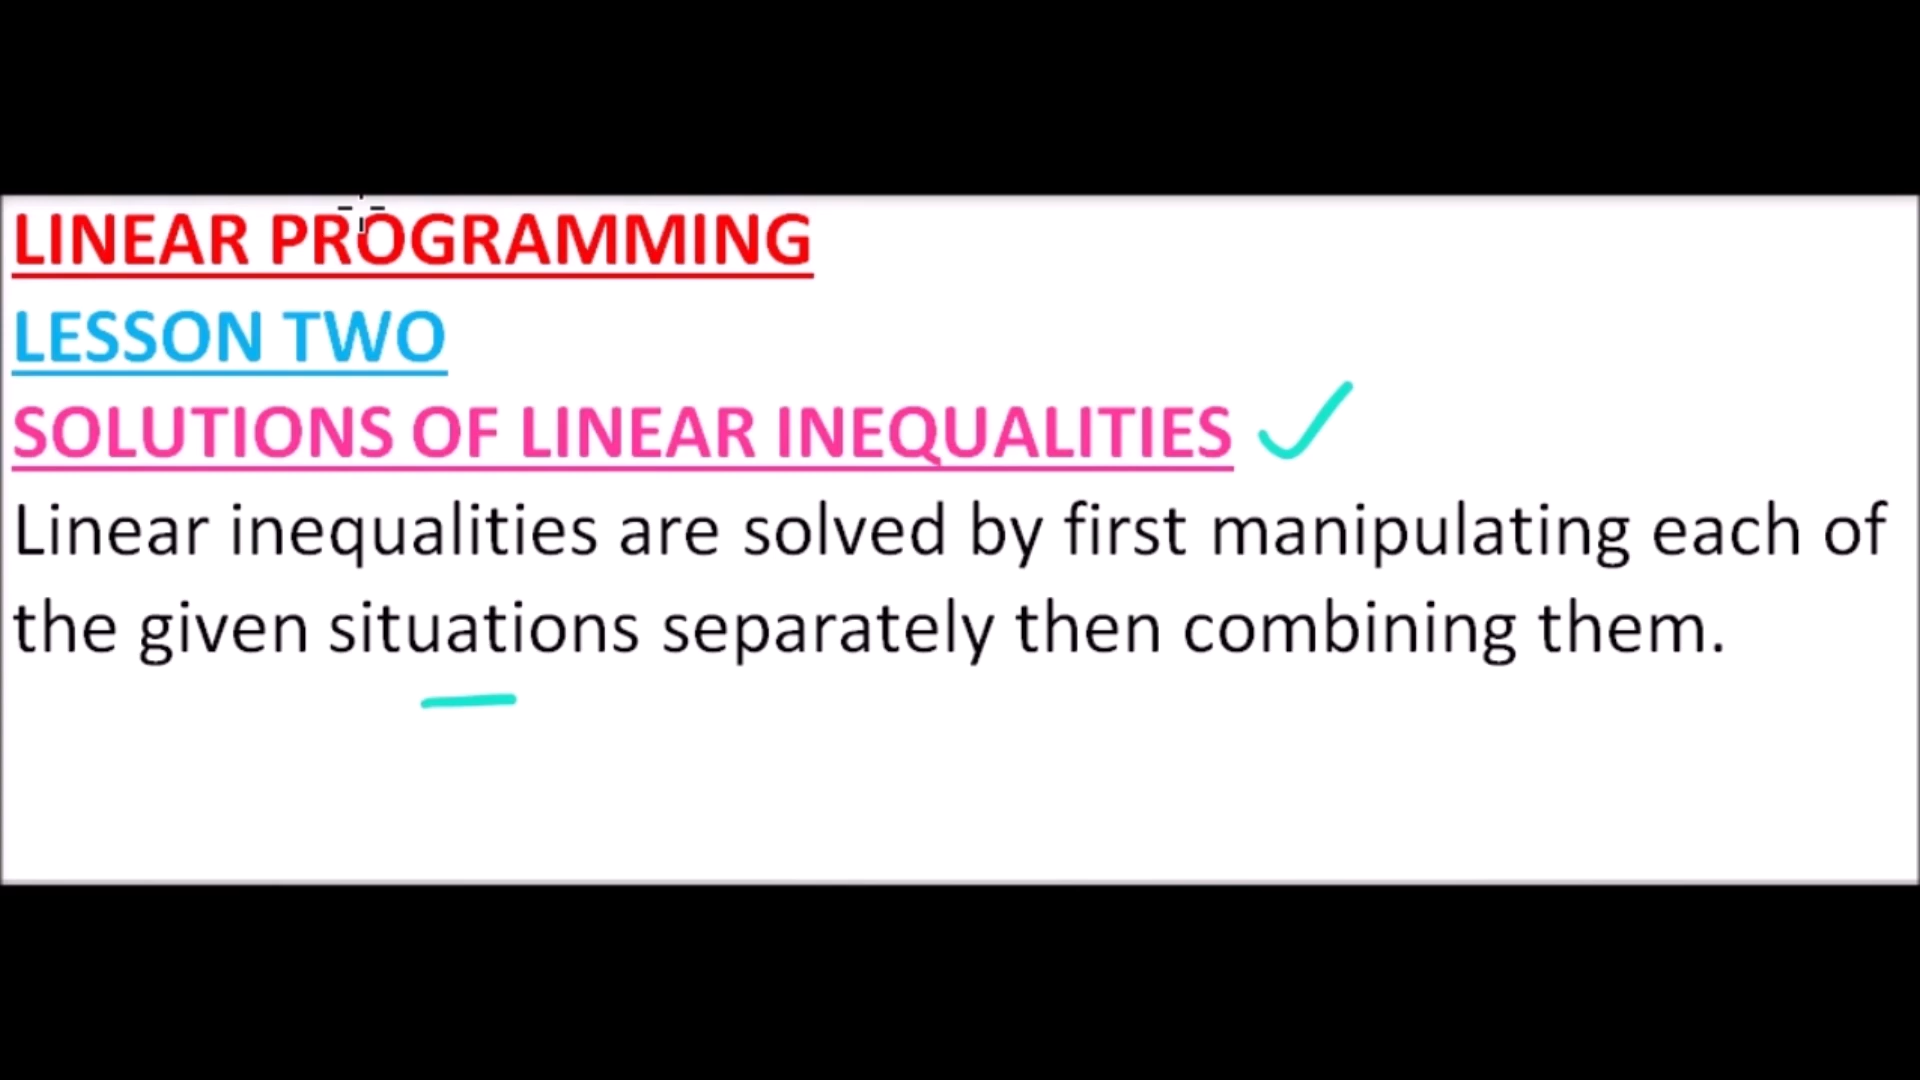 LINEAR PROGRAMMING
LESSON TWO
SOLUTIONS OF LINEAR INEQUALITIES
Linear inequalities are solved by first manipulating each of
the given situations separately then combining them.